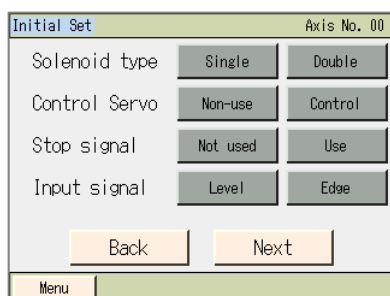 Initial Set Axis No. 00
Solenoid type Single Double
Control Servo Non-use Control
Stop signal Not used Use
Input signal Level Edge
Back Next
Menu